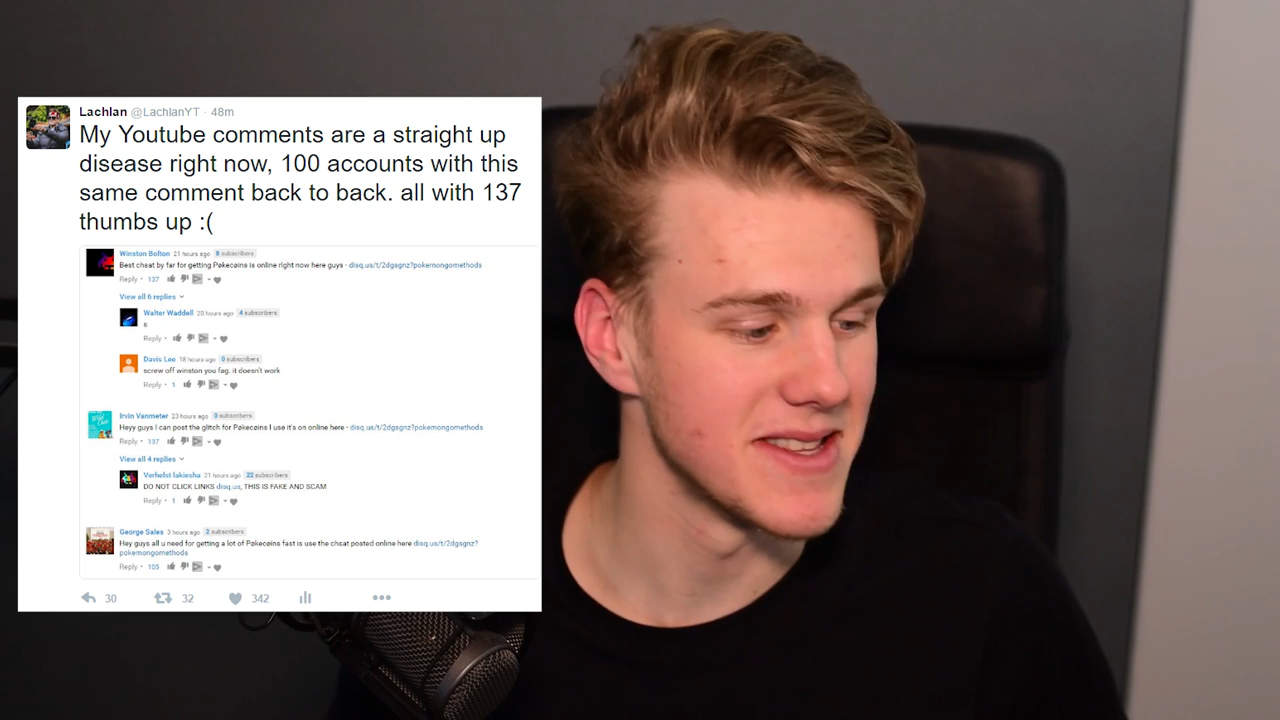 Lachlan @LachlanYT · 48m
My Youtube comments are a straight up
disease right now, 100 accounts with this
same comment back to back. all with 137
thumbs up :(
Winston Bolton 21 hours ago 8 subscribers
Best cheat by far for getting Pøkecøins is online right now here guys - disq.us/t/2dgsgnz?pokemongomethods
Reply · 137
View all 6 replies
Walter Waddell 20 hours ago 4 subscribers
s
Reply ·
Davis Lee 18 hours ago 0 subscribers
screw off winston you fag. it doesn't work
Reply · 1
Irvin Vanmeter 23 hours ago 0 subscribers
Heyy guys I can post the glitch for Pøkecøins I use it's on online here - disq.us/t/2dgsgnz?pokemongomethods
Reply · 137
View all 4 replies
Verhelst lakiesha 21 hours ago 22 subscribers
DO NOT CLICK LINKS disq.us, THIS IS FAKE AND SCAM
Reply · 1
George Sales 3 hours ago 2 subscribers
Hey guys all u need for getting a lot of Pøkecøins fast is use the chsat posted online here disq.us/t/2dgsgnz?
pokemongomethods
Reply · 105
30 32 342